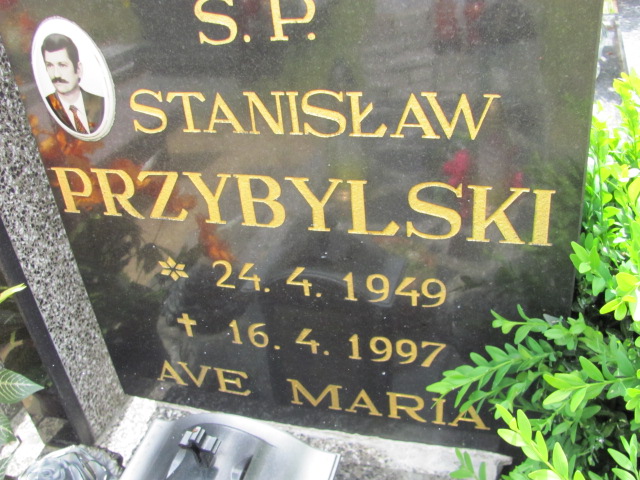 S.P.
STANISŁAW
PRZYBYLSKI
24. 4. 1949
✝ 16. 4. 1997
AVE MARIA